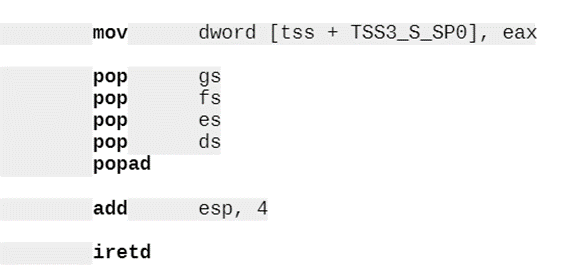 mov dword [tss + TSS3_S_SP0], eax
pop gs
pop fs
pop es
pop ds
popad
add esp, 4
iretd